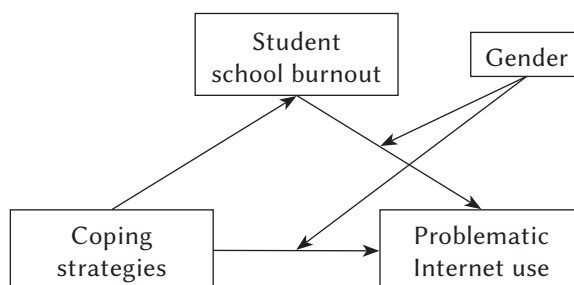 Student
school burnout
Gender
Coping
strategies
Problematic
Internet use